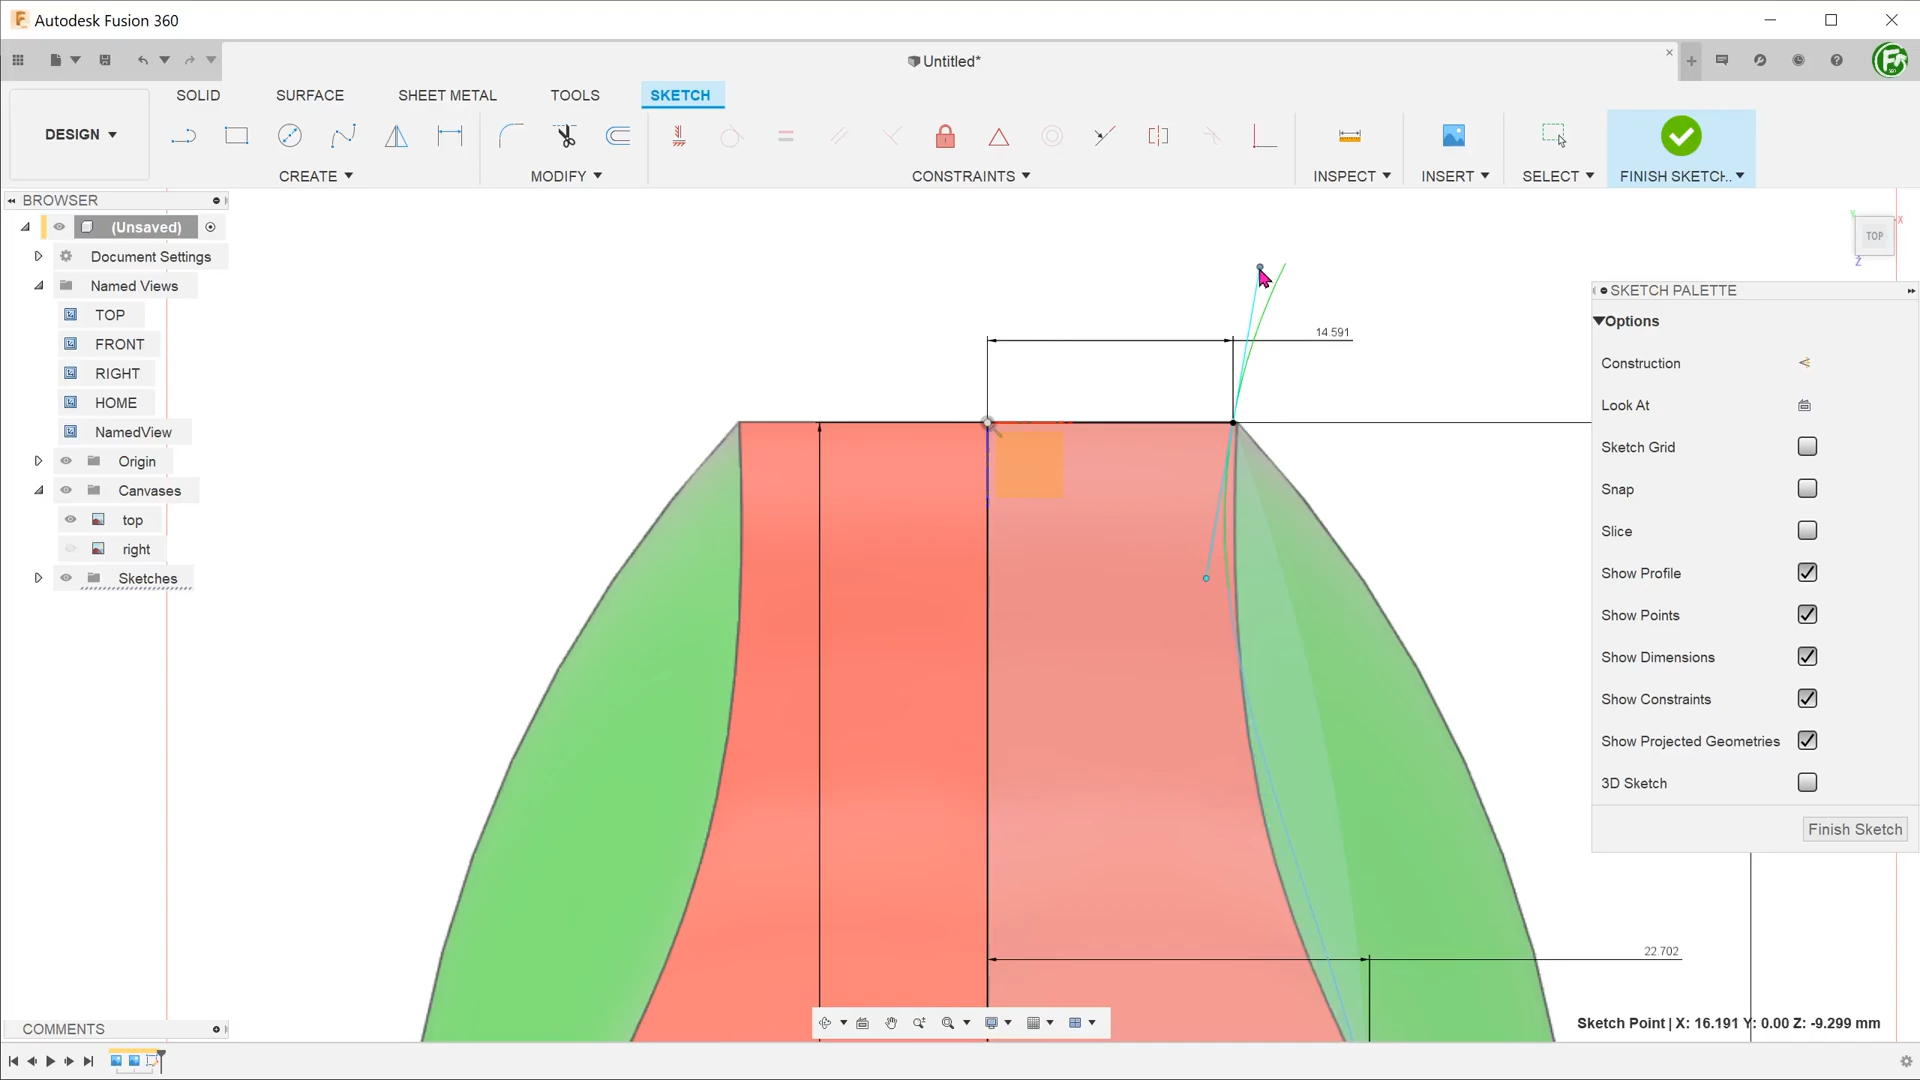 Autodesk Fusion 360
Untitled*
SOLID SURFACE SHEET METAL TOOLS SKETCH
DESIGN
CREATE MODIFY CONSTRAINTS INSPECT INSERT SELECT FINISH SKETCH..
BROWSER
(Unsaved)
Document Settings
Named Views
TOP
FRONT
RIGHT
HOME
NamedView
Origin
Canvases
top
right
Sketches
Y
X
TOP
Z
14.591
22.702
SKETCH PALETTE
Options
Construction
Look At
Sketch Grid
Snap
Slice
Show Profile
Show Points
Show Dimensions
Show Constraints
Show Projected Geometries
3D Sketch
Finish Sketch
COMMENTS
Sketch Point | X: 16.191 Y: 0.00 Z: -9.299 mm